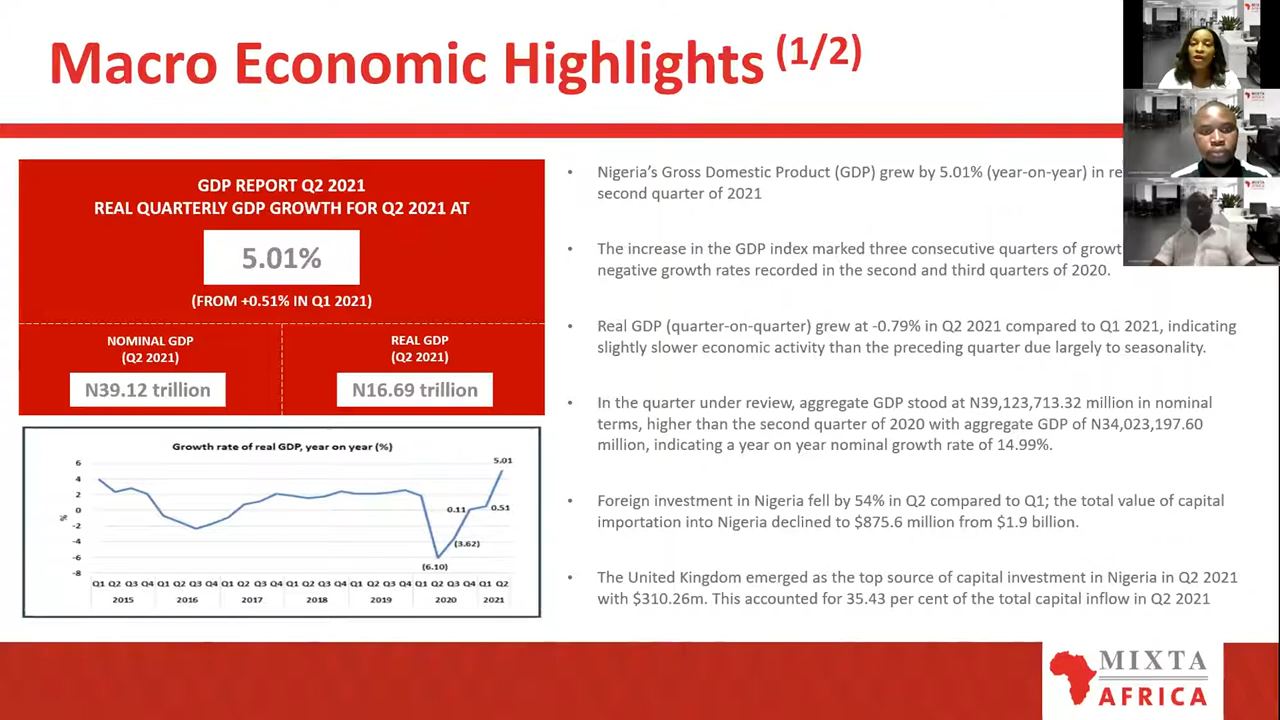 Macro Economic Highlights (1/2)
GDP REPORT Q2 2021
REAL QUARTERLY GDP GROWTH FOR Q2 2021 AT
5.01%
(FROM +0.51% IN Q1 2021)
NOMINAL GDP
(Q2 2021)
N39.12 trillion
REAL GDP
(Q2 2021)
N16.69 trillion
Growth rate of real GDP, year on year (%)
%
6
4
2
0
-2
-4
-6
-8
5.01
0.11
0.51
(3.62)
(6.10)
Q1 Q2 Q3 Q4 Q1 Q2 Q3 Q4 Q1 Q2 Q3 Q4 Q1 Q2 Q3 Q4 Q1 Q2 Q3 Q4 Q1 Q2 Q3 Q4 Q1 Q2
2015 2016 2017 2018 2019 2020 2021
• Nigeria's Gross Domestic Product (GDP) grew by 5.01% (year-on-year) in
second quarter of 2021
• The increase in the GDP index marked three consecutive quarters of
negative growth rates recorded in the second and third quarters of 2020.
• Real GDP (quarter-on-quarter) grew at -0.79% in Q2 2021 compared to Q1 2021, indicating
slightly slower economic activity than the preceding quarter due largely to seasonality.
• In the quarter under review, aggregate GDP stood at N39,123,713.32 million in nominal
terms, higher than the second quarter of 2020 with aggregate GDP of N34,023,197.60
million, indicating a year on year nominal growth rate of 14.99%.
• Foreign investment in Nigeria fell by 54% in Q2 compared to Q1; the total value of capital
importation into Nigeria declined to $875.6 million from $1.9 billion.
• The United Kingdom emerged as the top source of capital investment in Nigeria in Q2 2021
with $310.26m. This accounted for 35.43 per cent of the total capital inflow in Q2 2021
MIXTA
AFRICA